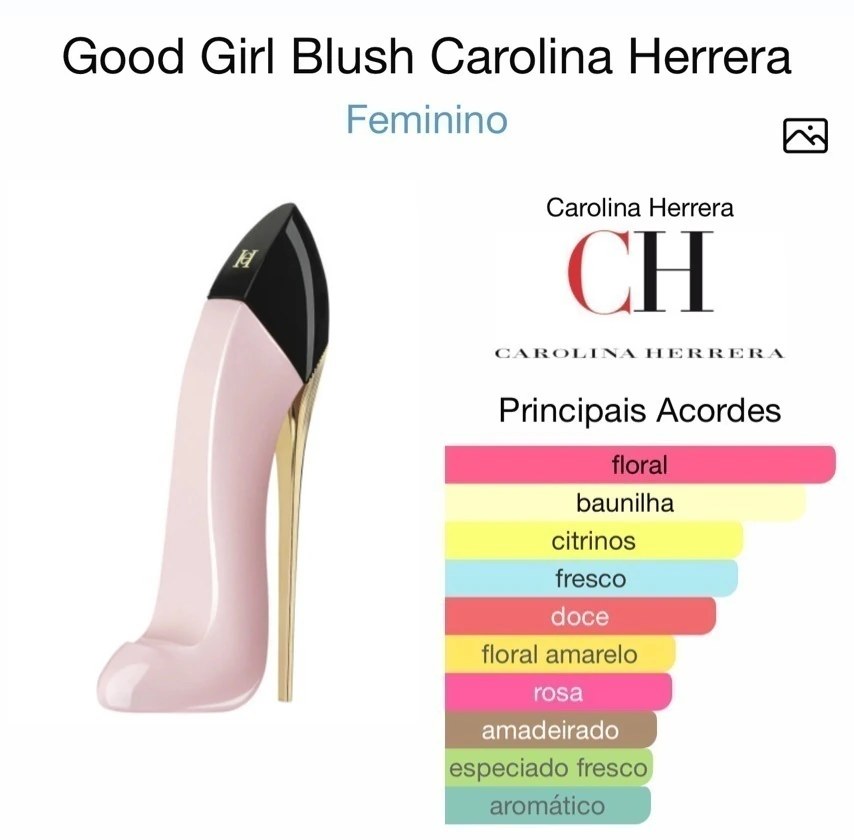 Good Girl Blush Carolina Herrera
Feminino
Carolina Herrera
CH
CAROLINA HERRERA
Principais Acordes
floral
baunilha
citrinos
fresco
doce
floral amarelo
rosa
amadeirado
especiado fresco
aromático